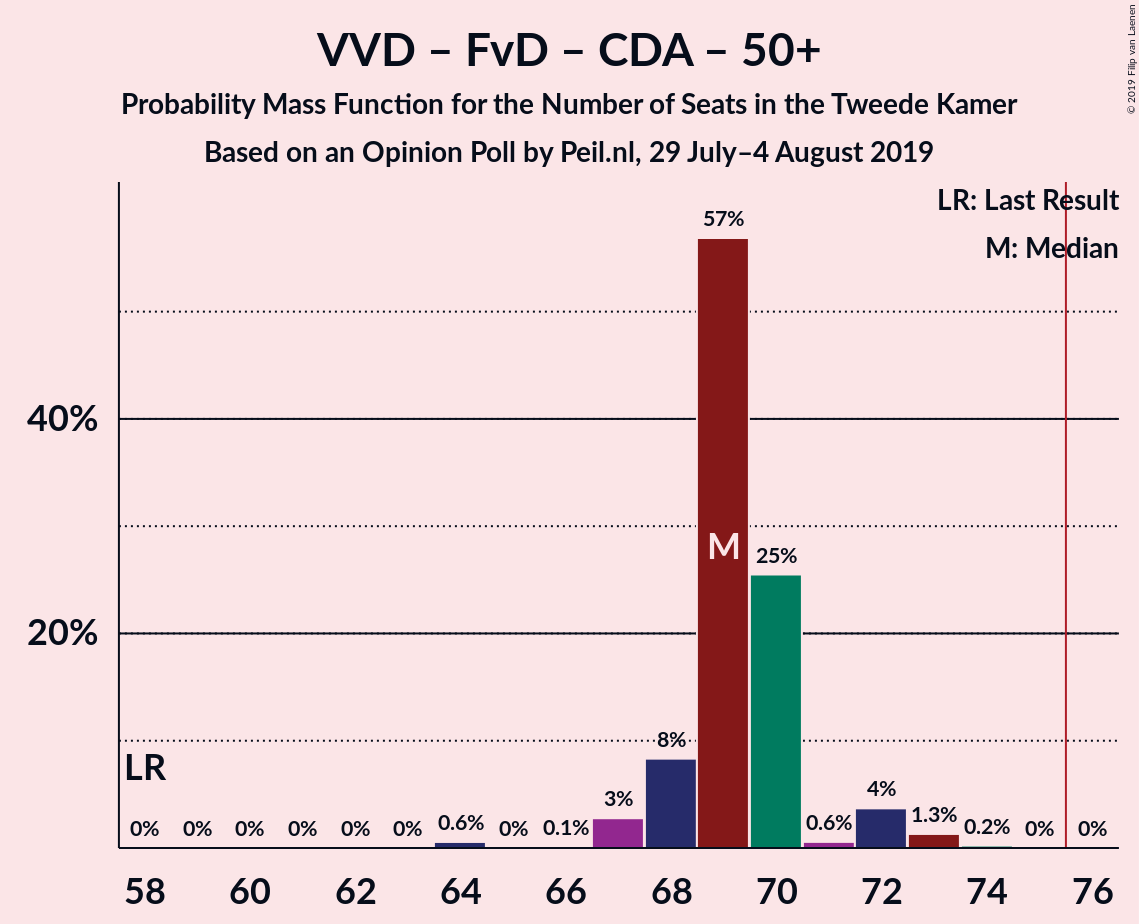 VVD – FvD – CDA – 50+
Probability Mass Function for the Number of Seats in the Tweede Kamer
Based on an Opinion Poll by Peil.nl, 29 July–4 August 2019
© 2019 Filip van Laenen
LR: Last Result
M: Median
57%
40%
M
25%
20%
8%
LR
4%
3%
0% 0% 0% 0% 0% 0% 0.6% 0% 0.1% 0.6% 1.3% 0.2% 0% 0%
58 60 62 64 66 68 70 72 74 76